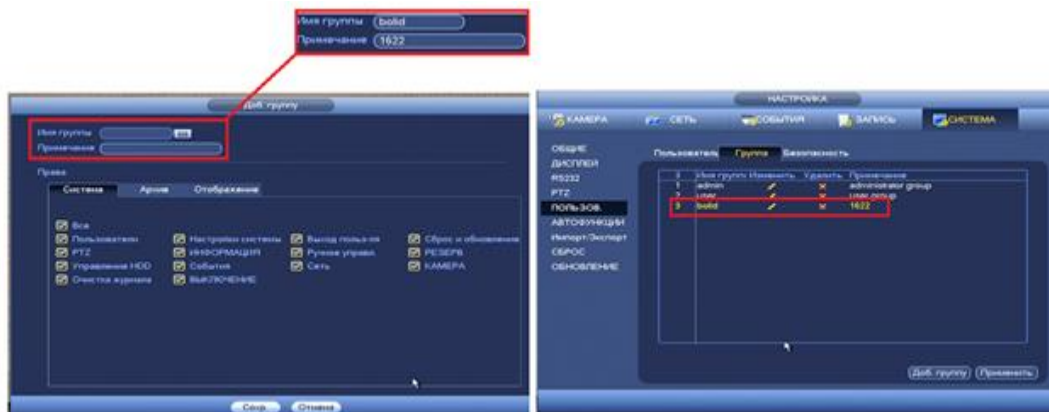 Имя группы bolid
Примечание 1622
Доб. группу
Имя группы
Примечание
Права
Система Архив Отображение
Все
Пользователи Настройки системы Выход польз-ля Сброс и обновление
PTZ ИНФОРМАЦИЯ Ручное управл. РЕЗЕРВ
Управление HDD События Сеть КАМЕРА
Очистка журнала ВЫКЛЮЧЕНИЕ
Сохр. Отмена
НАСТРОЙКА
КАМЕРА СЕТЬ СОБЫТИЯ ЗАПИСЬ СИСТЕМА
ОБЩИЕ
ДИСПЛЕЙ
RS232
PTZ
ПОЛЬЗОВ.
АВТОФУНКЦИИ
Импорт/Экспорт
СБРОС
ОБНОВЛЕНИЕ
Пользователь Группа Безопасность
3 Имя групп Изменить Удалить Примечание
1 admin administrator group
2 user user group
3 bolid 1622
Доб. группу Применить